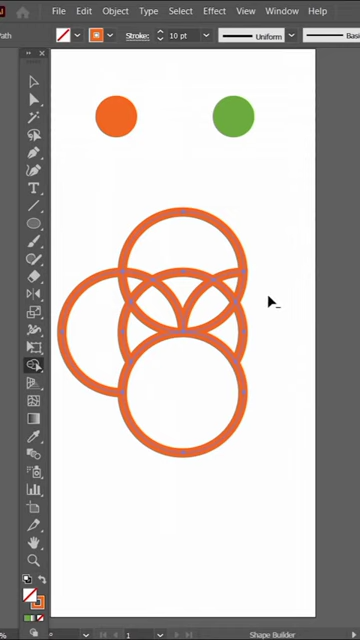 File Edit Object Type Select Effect View Window Help
Path Stroke: 10 pt Uniform Basi
T
% 1 Shape Builder